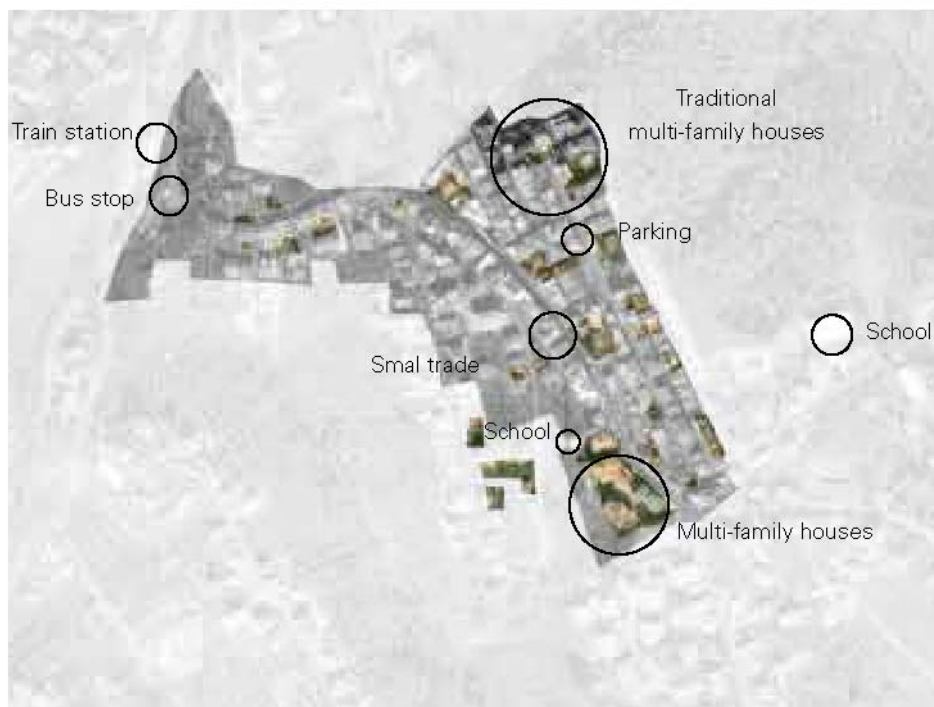 Traditional
multi-family houses
Train station
Bus stop
Parking
School
Smal trade
School
Multi-family houses